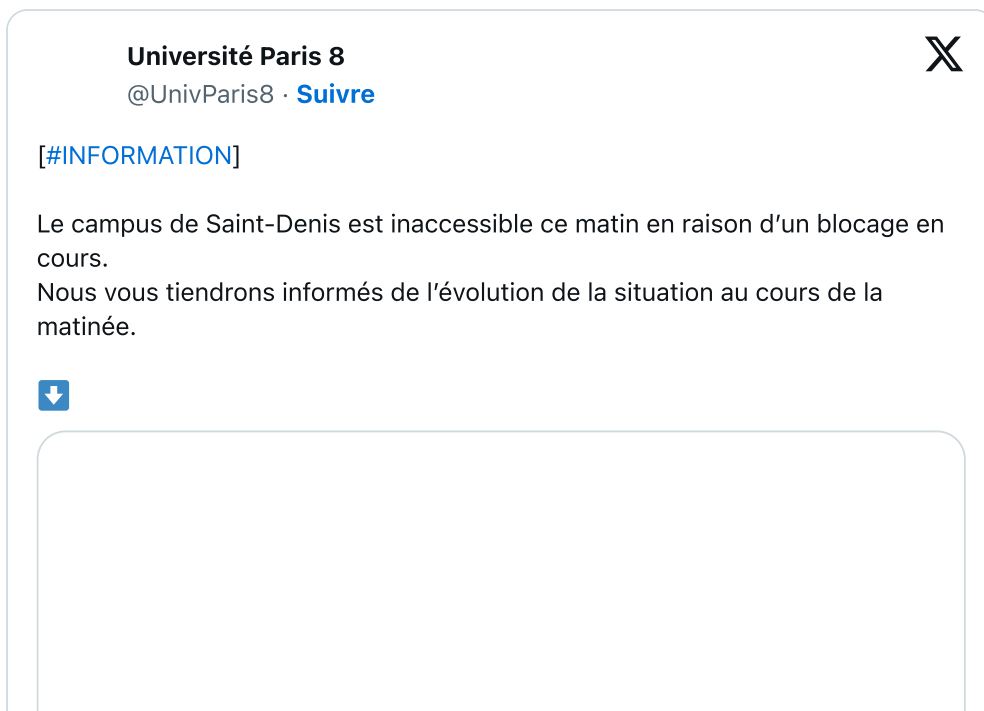 Université Paris 8
@UnivParis8 · Suivre
[#INFORMATION]
Le campus de Saint-Denis est inaccessible ce matin en raison d’un blocage en
cours.
Nous vous tiendrons informés de l’évolution de la situation au cours de la
matinée.